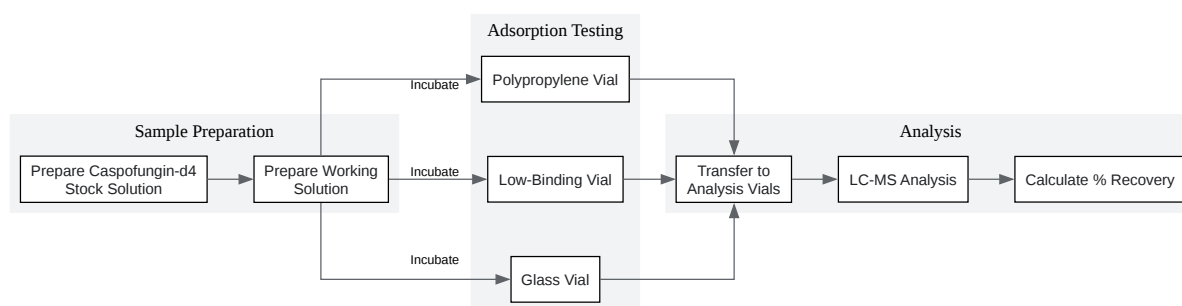 Adsorption Testing
Incubate
Polypropylene Vial
Sample Preparation
Analysis
Prepare Caspofungin-d4
Stock Solution
Prepare Working
Solution
Incubate
Low-Binding Vial
Transfer to
Analysis Vials
LC-MS Analysis
Calculate % Recovery
Incubate
Glass Vial